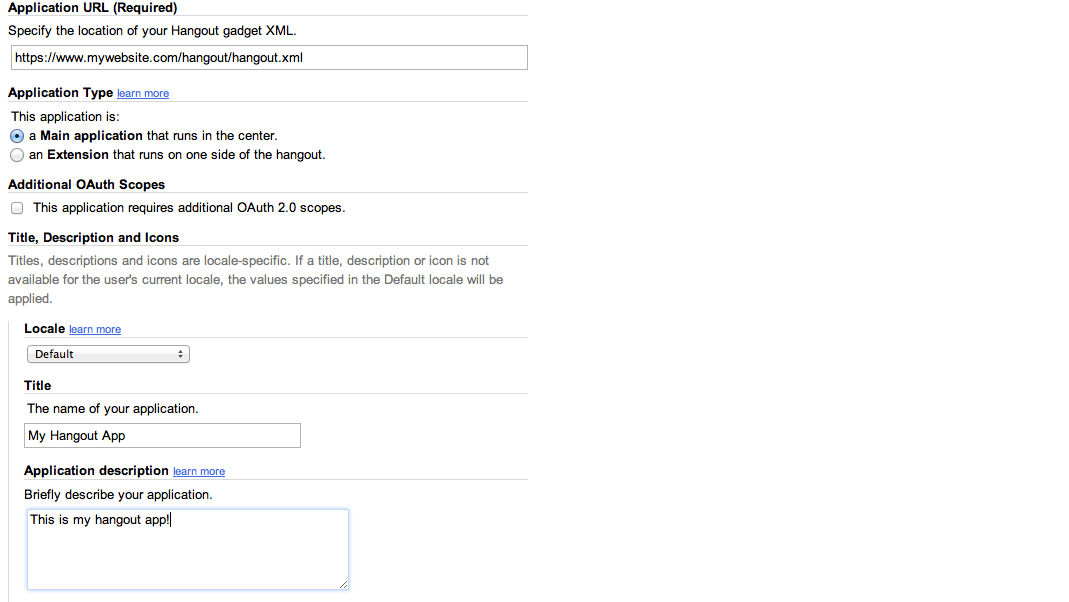 Application URL (Required)
Specify the location of your Hangout gadget XML.
https://www.mywebsite.com/hangout/hangout.xml
Application Type learn more
This application is:
a Main application that runs in the center.
an Extension that runs on one side of the hangout.
Additional OAuth Scopes
This application requires additional OAuth 2.0 scopes.
Title, Description and Icons
Titles, descriptions and icons are locale-specific. If a title, description or icon is not
available for the user's current locale, the values specified in the Default locale will be
applied.
Locale learn more
Default
Title
The name of your application.
My Hangout App
Application description learn more
Briefly describe your application.
This is my hangout app!